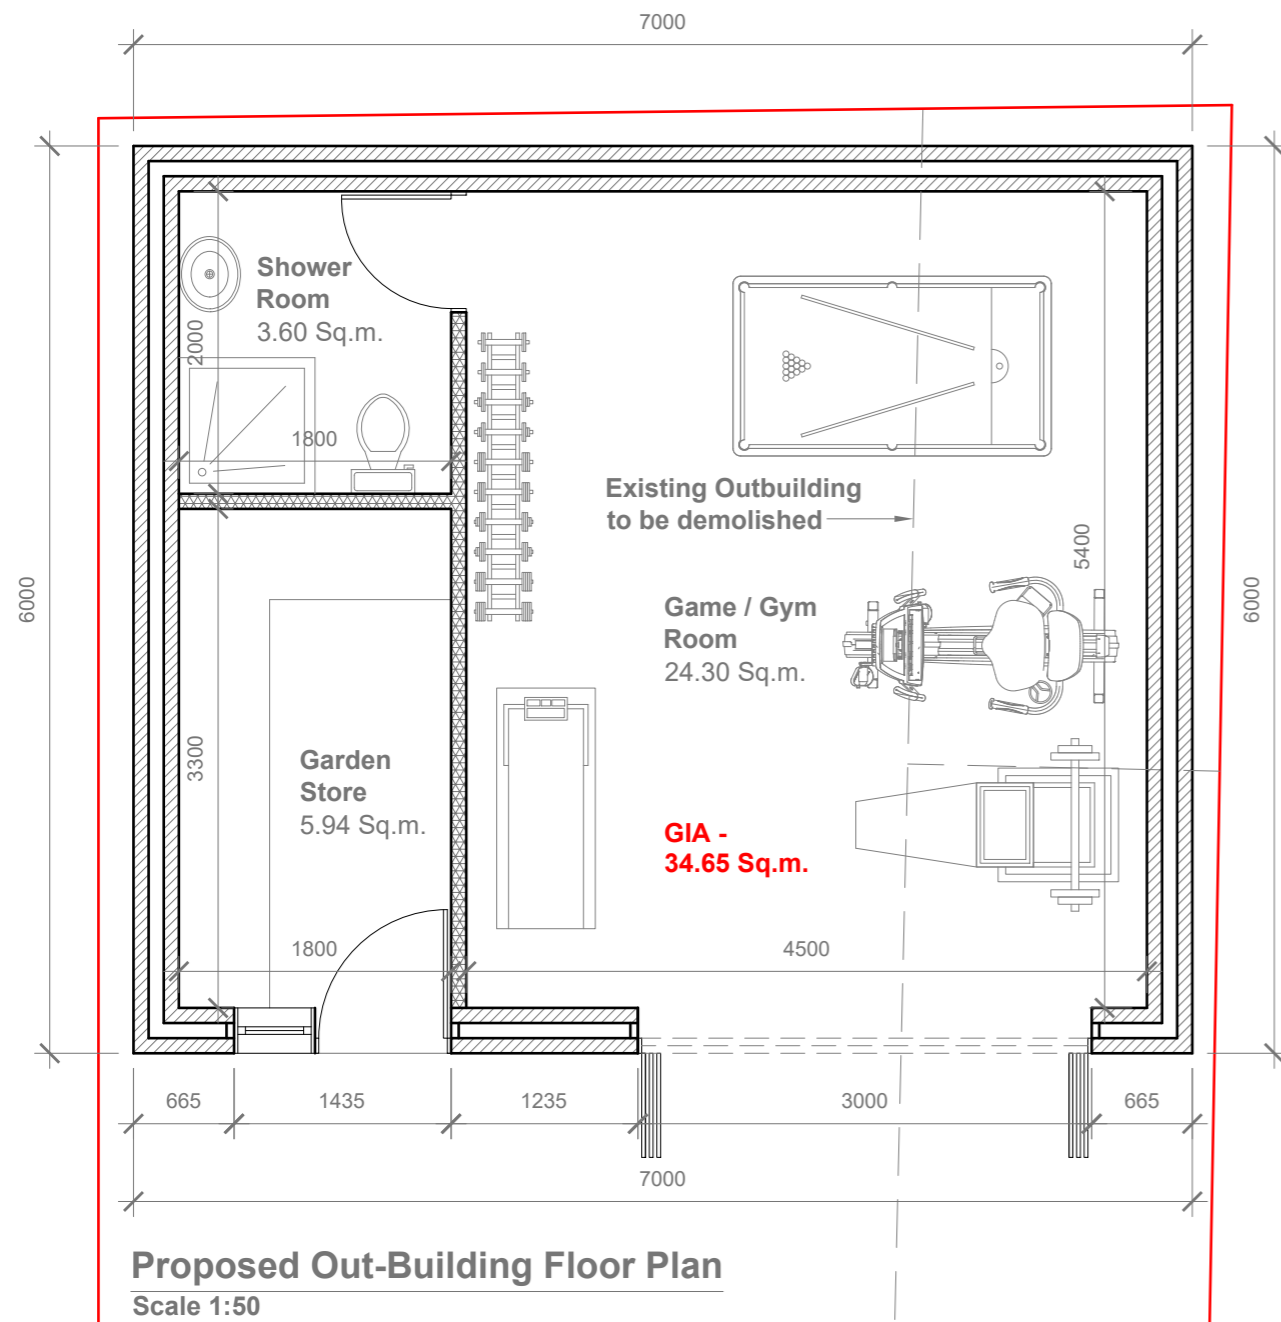 7000
Shower
Room
3.60 Sq.m.
2000
1800
Existing Outbuilding
to be demolished
5400
6000
6000
Game / Gym
Room
24.30 Sq.m.
3300
Garden
Store
5.94 Sq.m.
GIA -
34.65 Sq.m.
1800
4500
665
1435
1235
3000
665
7000
Proposed Out-Building Floor Plan
Scale 1:50